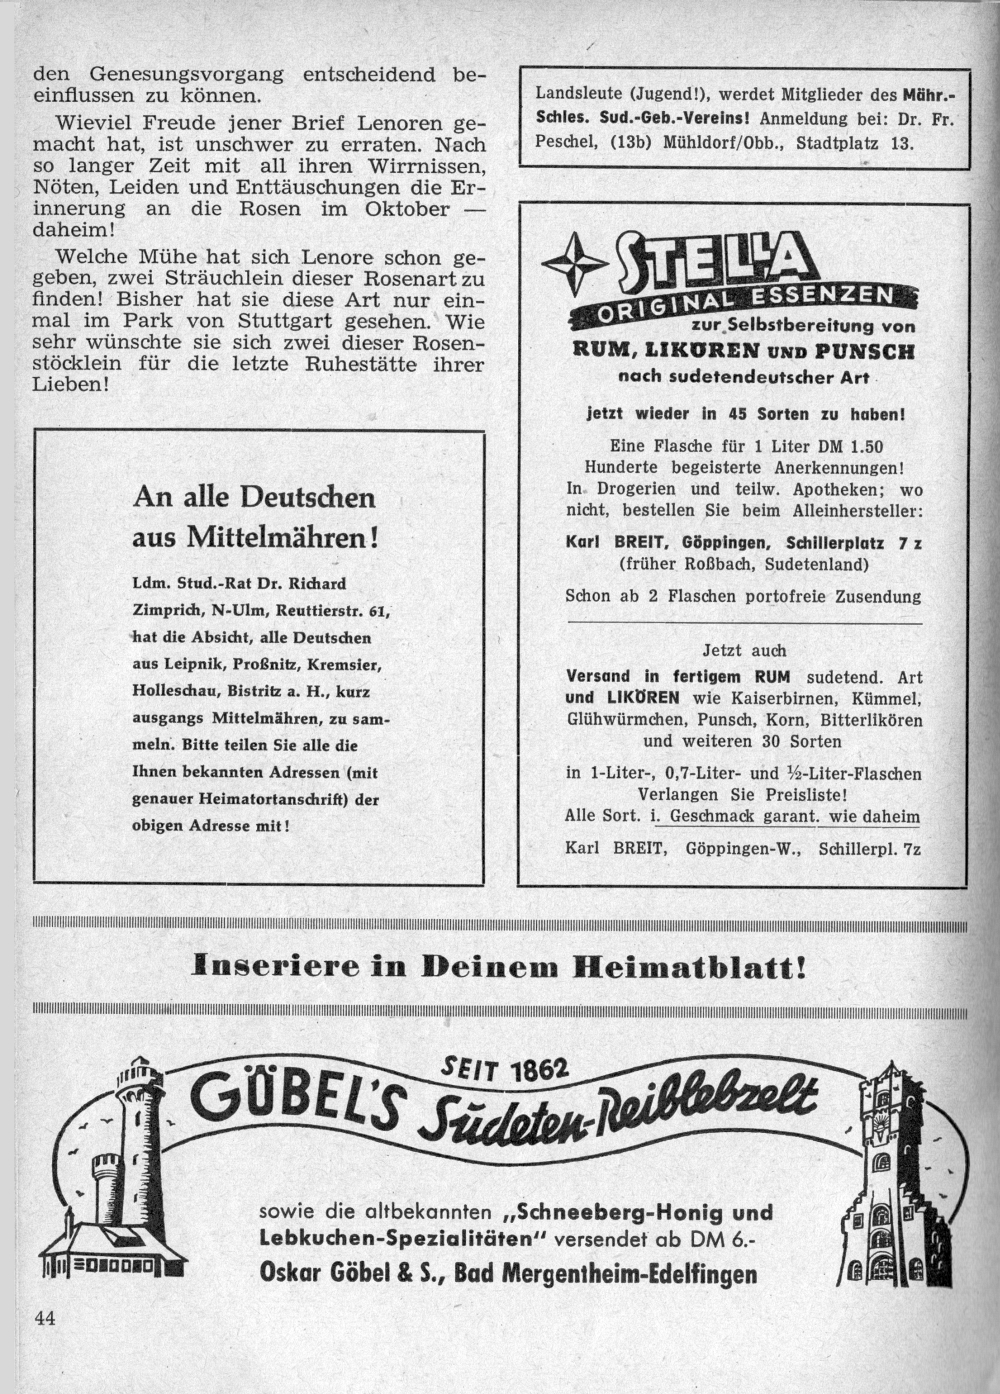 den Genesungsvorgang entscheidend be-
einflussen zu können.
Wieviel Freude jener Brief Lenoren ge-
macht hat, ist unschwer zu erraten. Nach
so langer Zeit mit all ihren Wirrnissen,
Nöten, Leiden und Enttäuschungen die Er-
innerung an die Rosen im Oktober —
daheim!
Welche Mühe hat sich Lenore schon ge-
geben, zwei Sträuchlein dieser Rosenart zu
finden! Bisher hat sie diese Art nur ein-
mal im Park von Stuttgart gesehen. Wie
sehr wünschte sie sich zwei dieser Rosen-
stöcklein für die letzte Ruhestätte ihrer
Lieben!
An alle Deutschen
aus Mittelmähren!
Ldm. Stud.-Rat Dr. Richard
Zimprich, N-Ulm, Reuttierstr. 61,
hat die Absicht, alle Deutschen
aus Leipnik, Proßnitz, Kremsier,
Holleschau, Bistritz a. H., kurz
ausgangs Mittelmähren, zu sam-
meln. Bitte teilen Sie alle die
Ihnen bekannten Adressen (mit
genauer Heimatortanschrift) der
obigen Adresse mit!
Landsleute (Jugend!), werdet Mitglieder des Mähr.-
Schles. Sud.-Geb.-Vereins! Anmeldung bei: Dr. Fr.
Peschel, (13b) Mühldorf/Obb., Stadtplatz 13.
STELLA
ORIGINAL ESSENZEN
zur Selbstbereitung von
RUM, LIKÖREN UND PUNSCH
nach sudetendeutscher Art
jetzt wieder in 45 Sorten zu haben!
Eine Flasche für 1 Liter DM 1.50
Hunderte begeisterte Anerkennungen!
In Drogerien und teilw. Apotheken; wo
nicht, bestellen Sie beim Alleinhersteller:
Karl BREIT, Göppingen, Schillerplatz 7 z
(früher Roßbach, Sudetenland)
Schon ab 2 Flaschen portofreie Zusendung
Jetzt auch
Versand in fertigem RUM sudetend. Art
und LIKÖREN wie Kaiserbirnen, Kümmel,
Glühwürmchen, Punsch, Korn, Bitterlikören
und weiteren 30 Sorten
in 1-Liter-, 0,7-Liter- und ½-Liter-Flaschen
Verlangen Sie Preisliste!
Alle Sort. i. Geschmack garant. wie daheim
Karl BREIT, Göppingen-W., Schillerpl. 7z
Inseriere in Deinem Heimatblatt!
SEIT 1862
GÖBEL'S Sudeten-Reiblebzelt
sowie die altbekannten „Schneeberg-Honig und
Lebkuchen-Spezialitäten" versendet ab DM 6.-
Oskar Göbel & S., Bad Mergentheim-Edelfingen
44